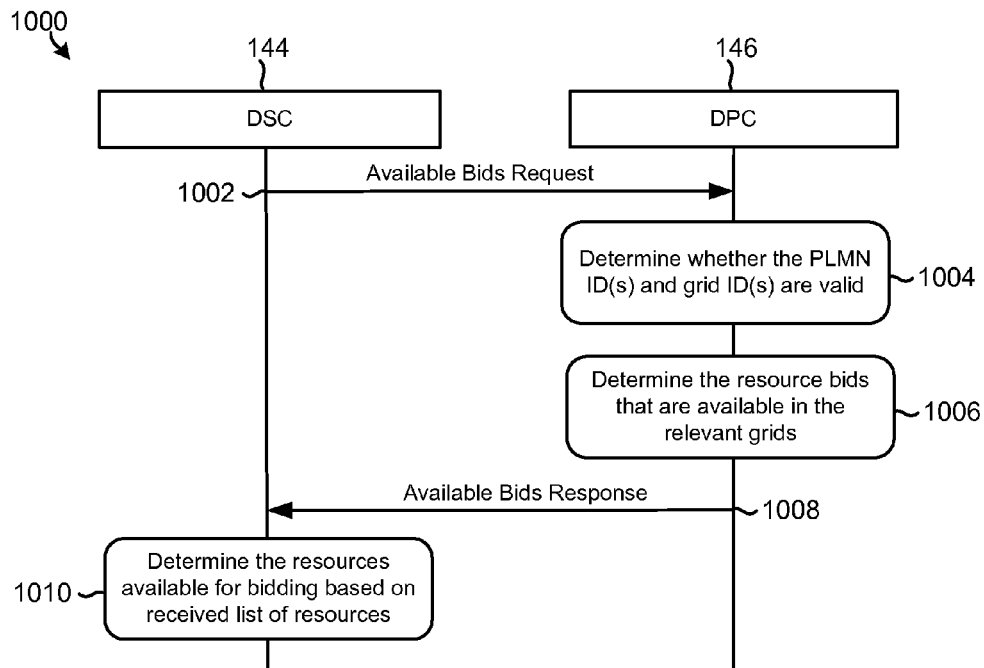 1000
144
146
DSC
DPC
Available Bids Request
1002
Determine whether the PLMN
ID(s) and grid ID(s) are valid
1004
Determine the resource bids
that are available in the
relevant grids
1006
Available Bids Response
1008
Determine the resources
available for bidding based on
received list of resources
1010